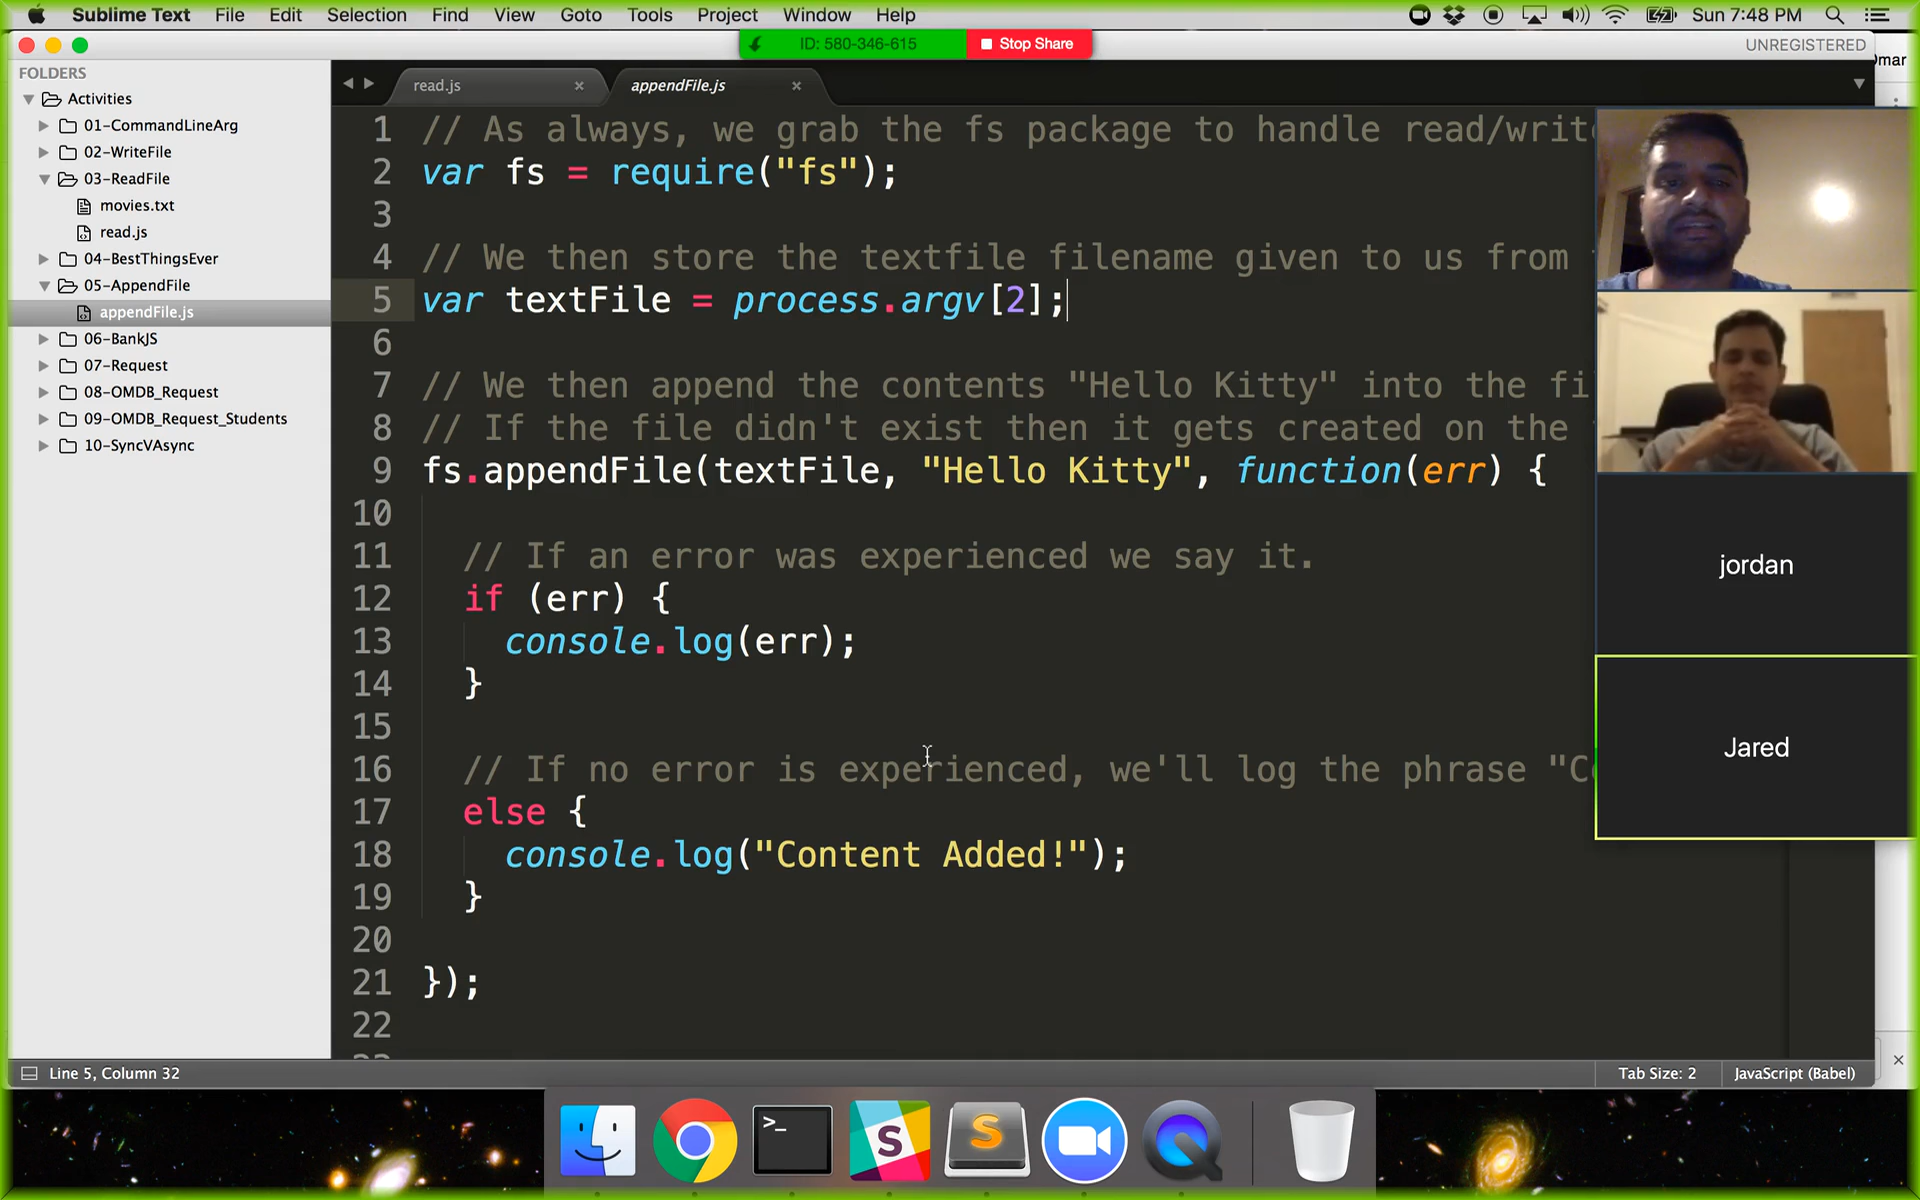 Sublime Text File Edit Selection Find View Goto Tools Project Window Help Sun 7:48 PM
ID: 580-346-615 Stop Share
UNREGISTERED
mar
FOLDERS
Activities
01-CommandLineArg
02-WriteFile
03-ReadFile
movies.txt
read.js
04-BestThingsEver
05-AppendFile
appendFile.js
06-BankJS
07-Request
08-OMDB_Request
09-OMDB_Request_Students
10-SyncVAsync
read.js × appendFile.js ×
1 // As always, we grab the fs package to handle read/write
2 var fs = require("fs");
3
4 // We then store the textfile filename given to us from
5 var textFile = process.argv[2];
6
7 // We then append the contents "Hello Kitty" into the fi
8 // If the file didn't exist then it gets created on the
9 fs.appendFile(textFile, "Hello Kitty", function(err) {
10
11 // If an error was experienced we say it.
12 if (err) {
13 console.log(err);
14 }
15
16 // If no error is experienced, we'll log the phrase "Co
17 else {
18 console.log("Content Added!");
19 }
20
21 });
22
jordan
Jared
Line 5, Column 32 Tab Size: 2 JavaScript (Babel)